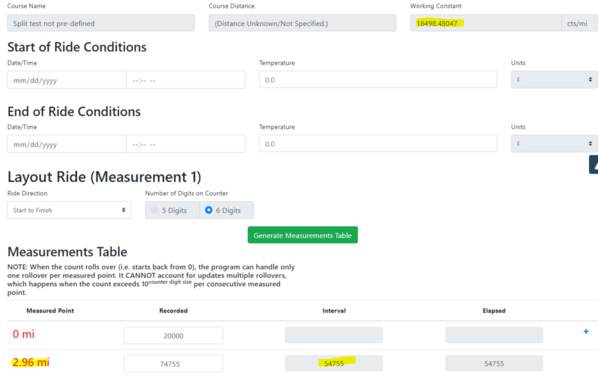 Course Name Course Distance Working Constant
Split test not pre-defined (Distance Unknown/Not Specified.) 18498.48047 cts/mi
Start of Ride Conditions
Date/Time Temperature Units
mm/dd/yyyy --:-- -- 0.0 F
End of Ride Conditions
Date/Time Temperature Units
mm/dd/yyyy --:-- -- 0.0 F
Layout Ride (Measurement 1)
Ride Direction Number of Digits on Counter
Start to Finish 5 Digits 6 Digits
Generate Measurements Table
Measurements Table
NOTE: When the count rolls over (i.e. starts back from 0), the program can handle only
one rollover per measured point. It CANNOT account for updates multiple rollovers,
which happens when the count exceeds 10^counter digit size per consecutive measured
point.
Measured Point Recorded Interval Elapsed
0 mi 20000 +
2.96 mi 74755 54755 54755